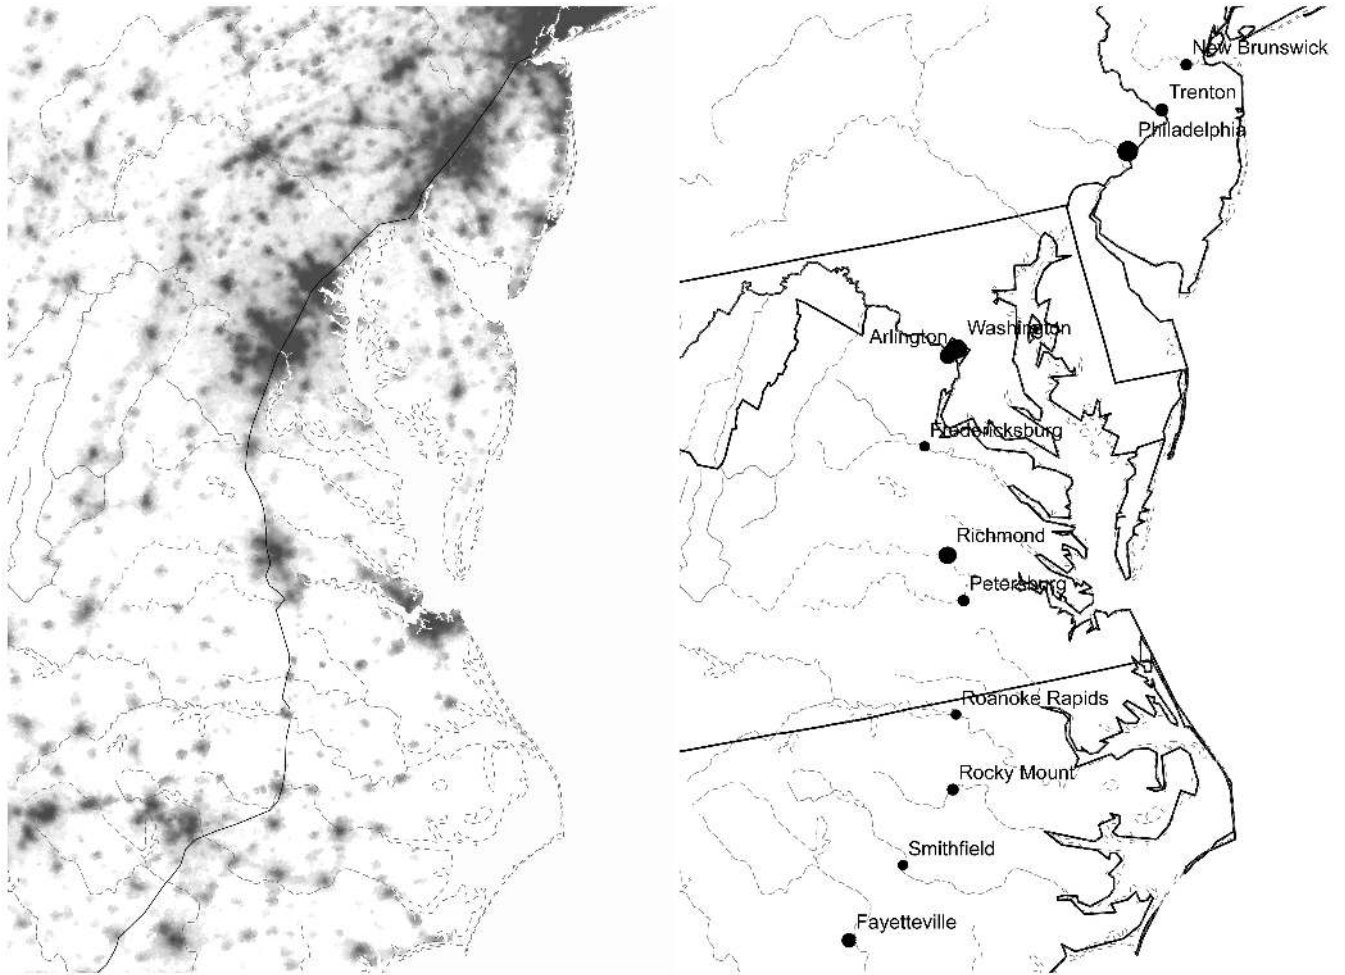 New Brunswick
Trenton
Philadelphia
Washington
Arlington
Fredericksburg
Richmond
Petersburg
Roanoke Rapids
Rocky Mount
Smithfield
Fayetteville